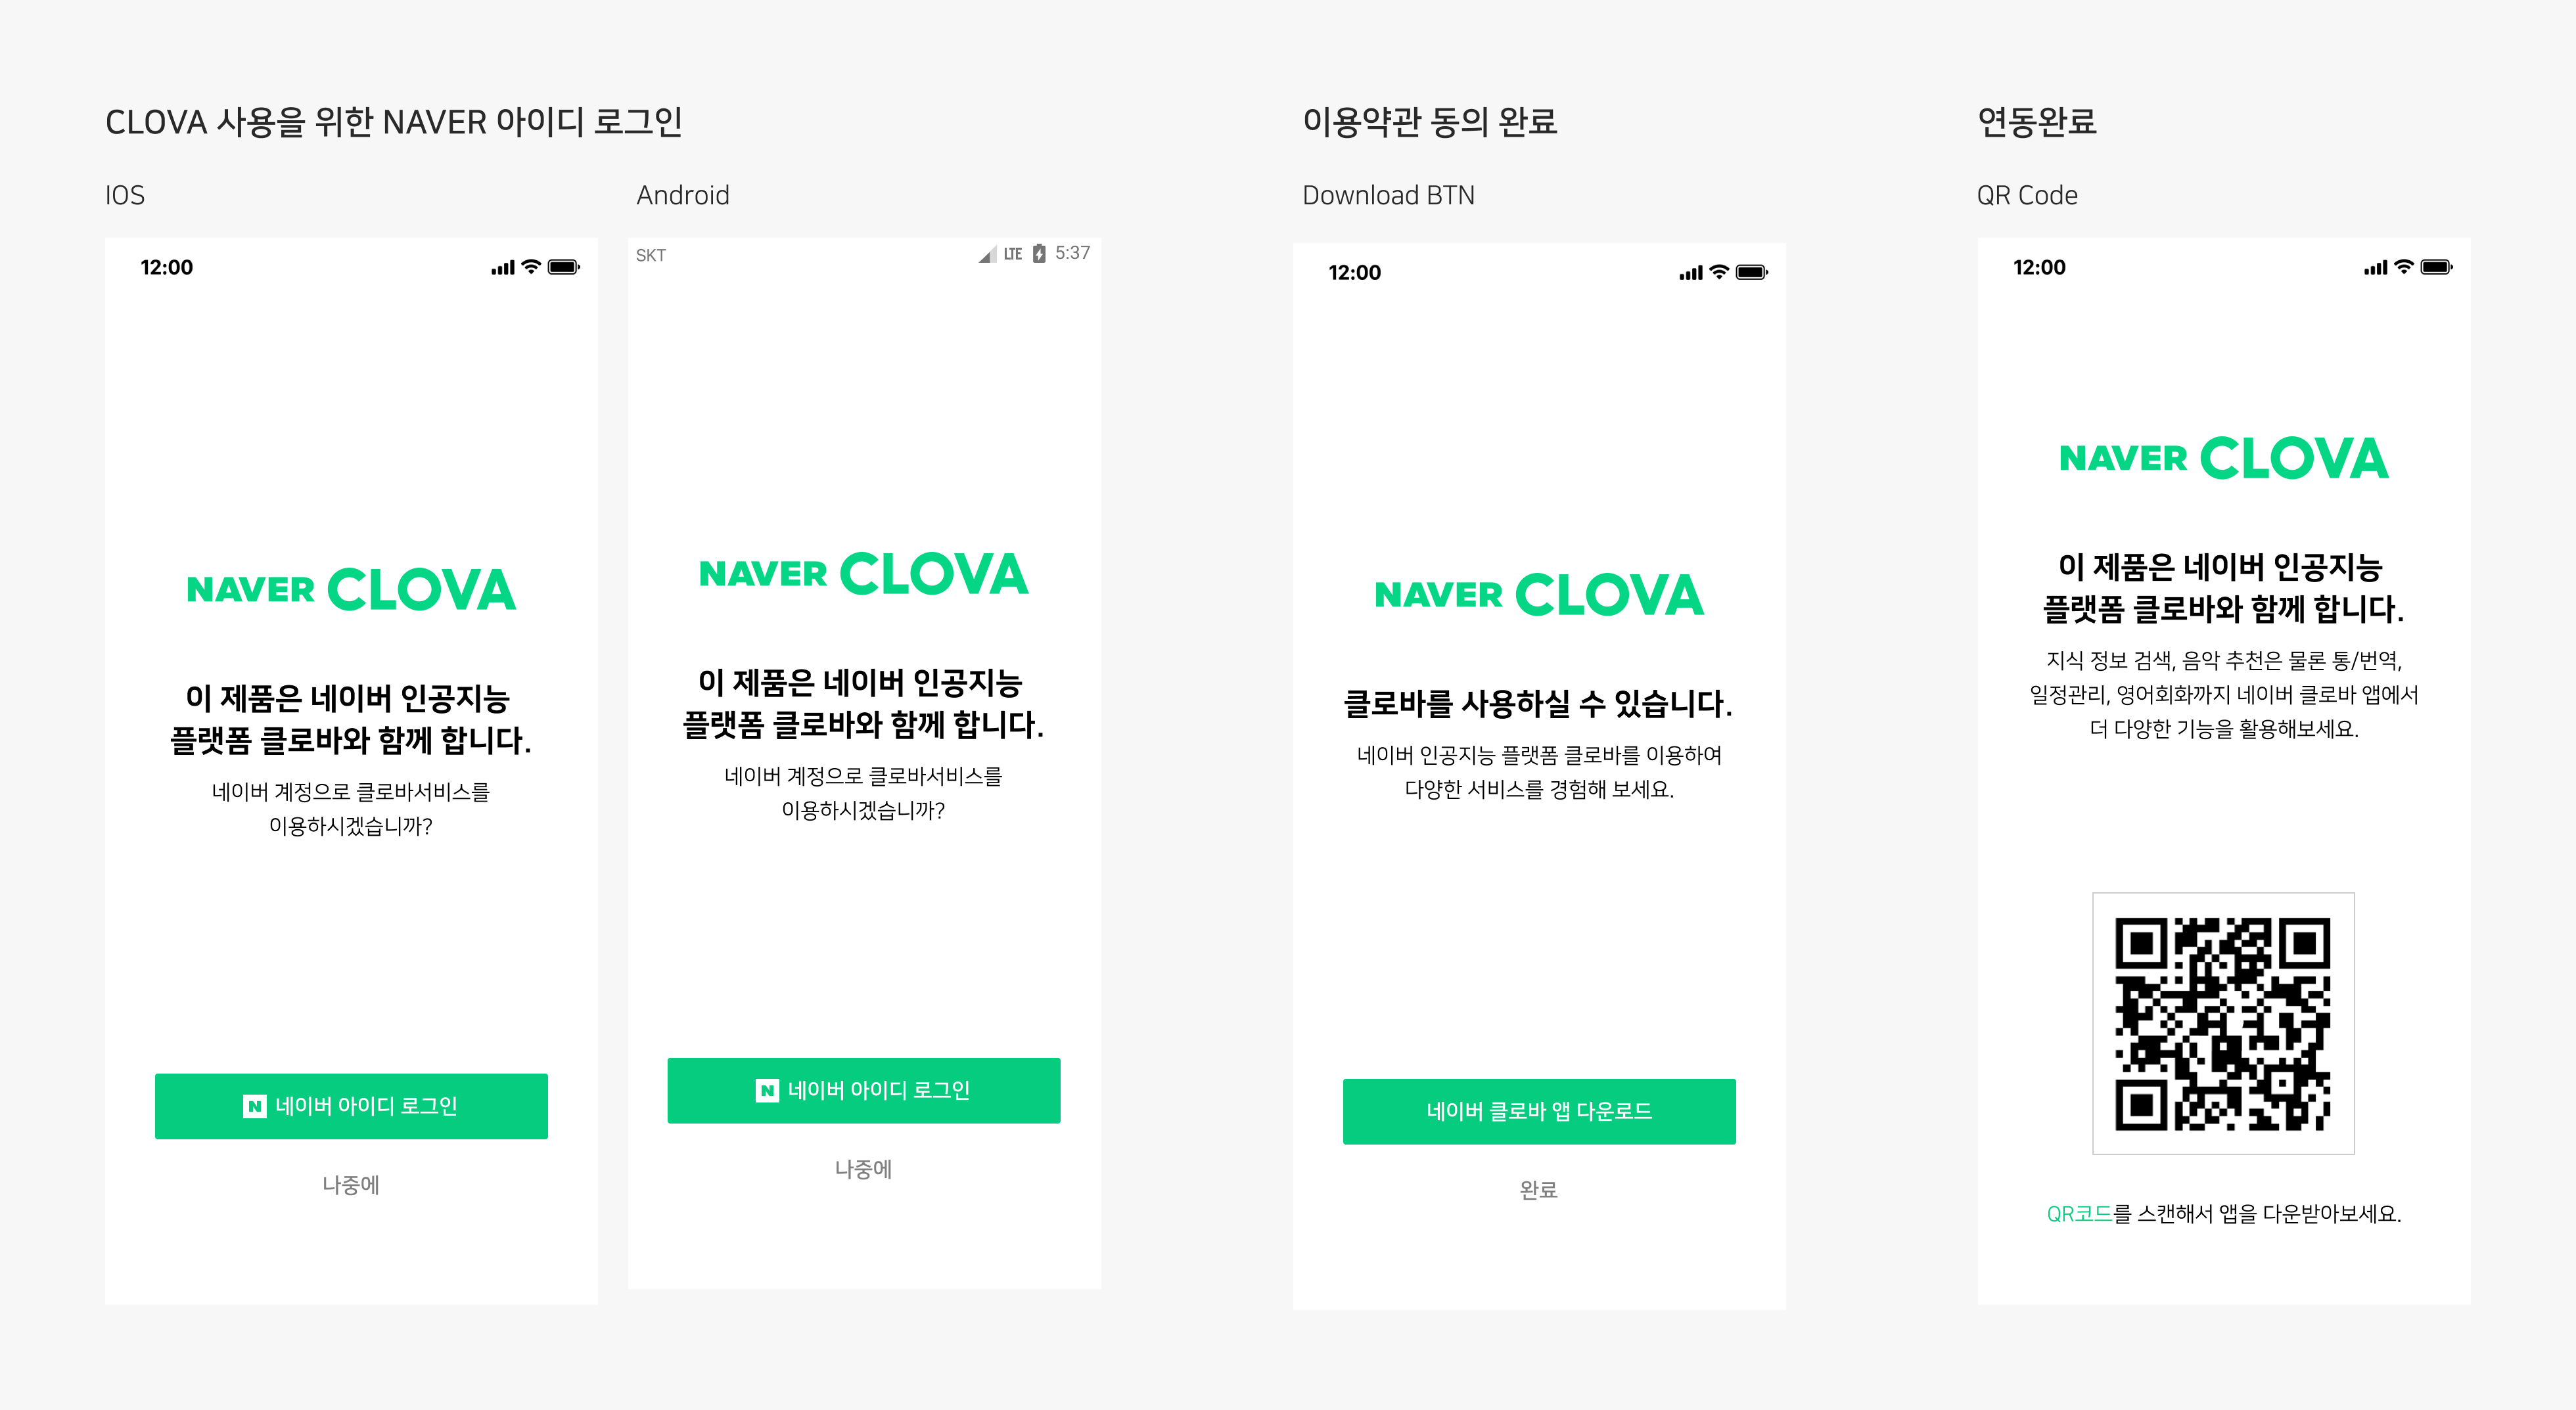 CLOVA 사용을 위한 NAVER 아이디 로그인
IOS
12:00
NAVER CLOVA
이 제품은 네이버 인공지능
플랫폼 클로바와 함께 합니다.
네이버 계정으로 클로바서비스를
이용하시겠습니까?
N 네이버 아이디 로그인
나중에
Android
SKT LTE 5:37
NAVER CLOVA
이 제품은 네이버 인공지능
플랫폼 클로바와 함께 합니다.
네이버 계정으로 클로바서비스를
이용하시겠습니까?
N 네이버 아이디 로그인
나중에
이용약관 동의 완료
Download BTN
12:00
NAVER CLOVA
클로바를 사용하실 수 있습니다.
네이버 인공지능 플랫폼 클로바를 이용하여
다양한 서비스를 경험해 보세요.
네이버 클로바 앱 다운로드
완료
연동완료
QR Code
12:00
NAVER CLOVA
이 제품은 네이버 인공지능
플랫폼 클로바와 함께 합니다.
지식 정보 검색, 음악 추천은 물론 통/번역,
일정관리, 영어회화까지 네이버 클로바 앱에서
더 다양한 기능을 활용해보세요.
QR코드를 스캔해서 앱을 다운받아보세요.